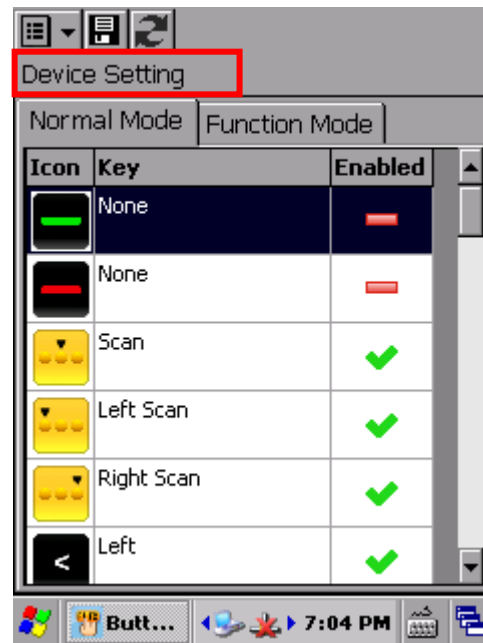 Device Setting
Normal Mode Function Mode
Icon Key Enabled
None
None
Scan
Left Scan
Right Scan
< Left
Butt... 7:04 PM